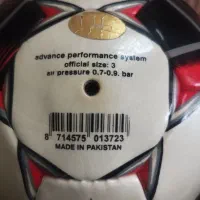 advance performance system
official size: 3
air pressure 0,7-0,9. bar
8 714575 013723
MADE IN PAKISTAN